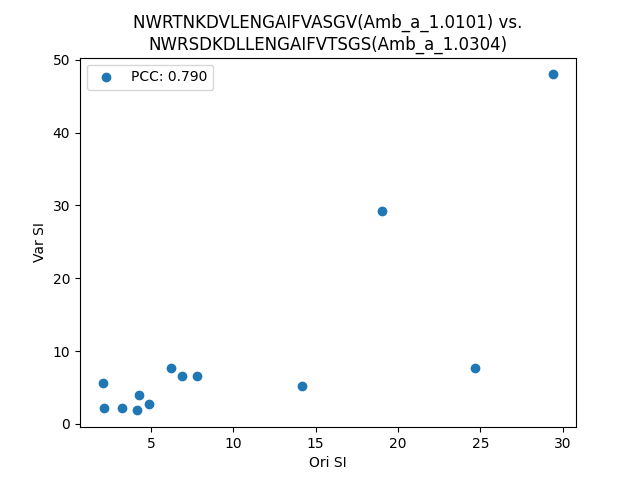 NWRTNKDVLENGAIFVASGV(Amb_a_1.0101) vs.
NWRSDKDLLENGAIFVTSGS(Amb_a_1.0304)
PCC: 0.790
50
40
30
20
10
0
Var SI
5
10
15
20
25
30
Ori SI